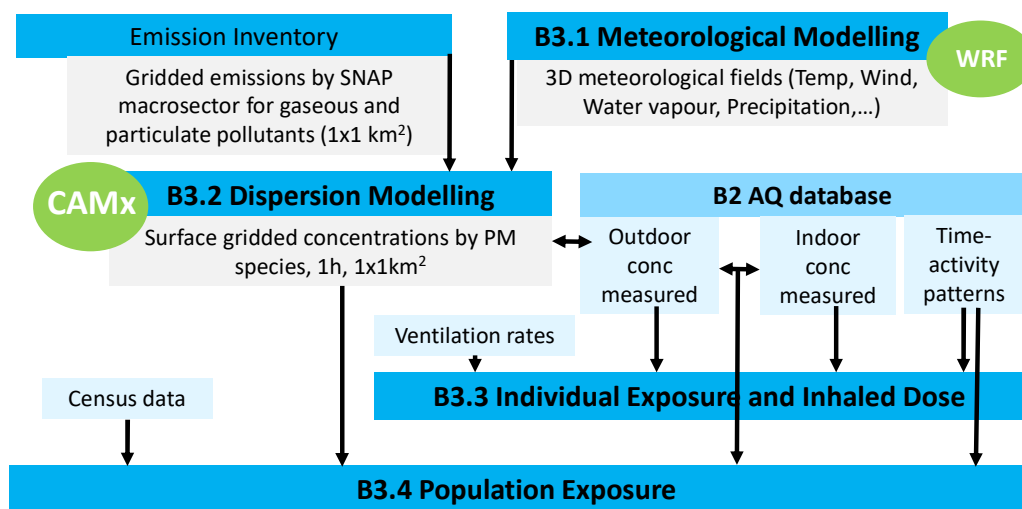 Emission Inventory
Gridded emissions by SNAP
macrosector for gaseous and
particulate pollutants (1x1 km²)
B3.1 Meteorological Modelling
WRF
3D meteorological fields (Temp, Wind,
Water vapour, Precipitation,...)
CAMx
B3.2 Dispersion Modelling
Surface gridded concentrations by PM
species, 1h, 1x1km²
B2 AQ database
Outdoor
conc
measured
Indoor
conc
measured
Time-
activity
patterns
Ventilation rates
B3.3 Individual Exposure and Inhaled Dose
Census data
B3.4 Population Exposure